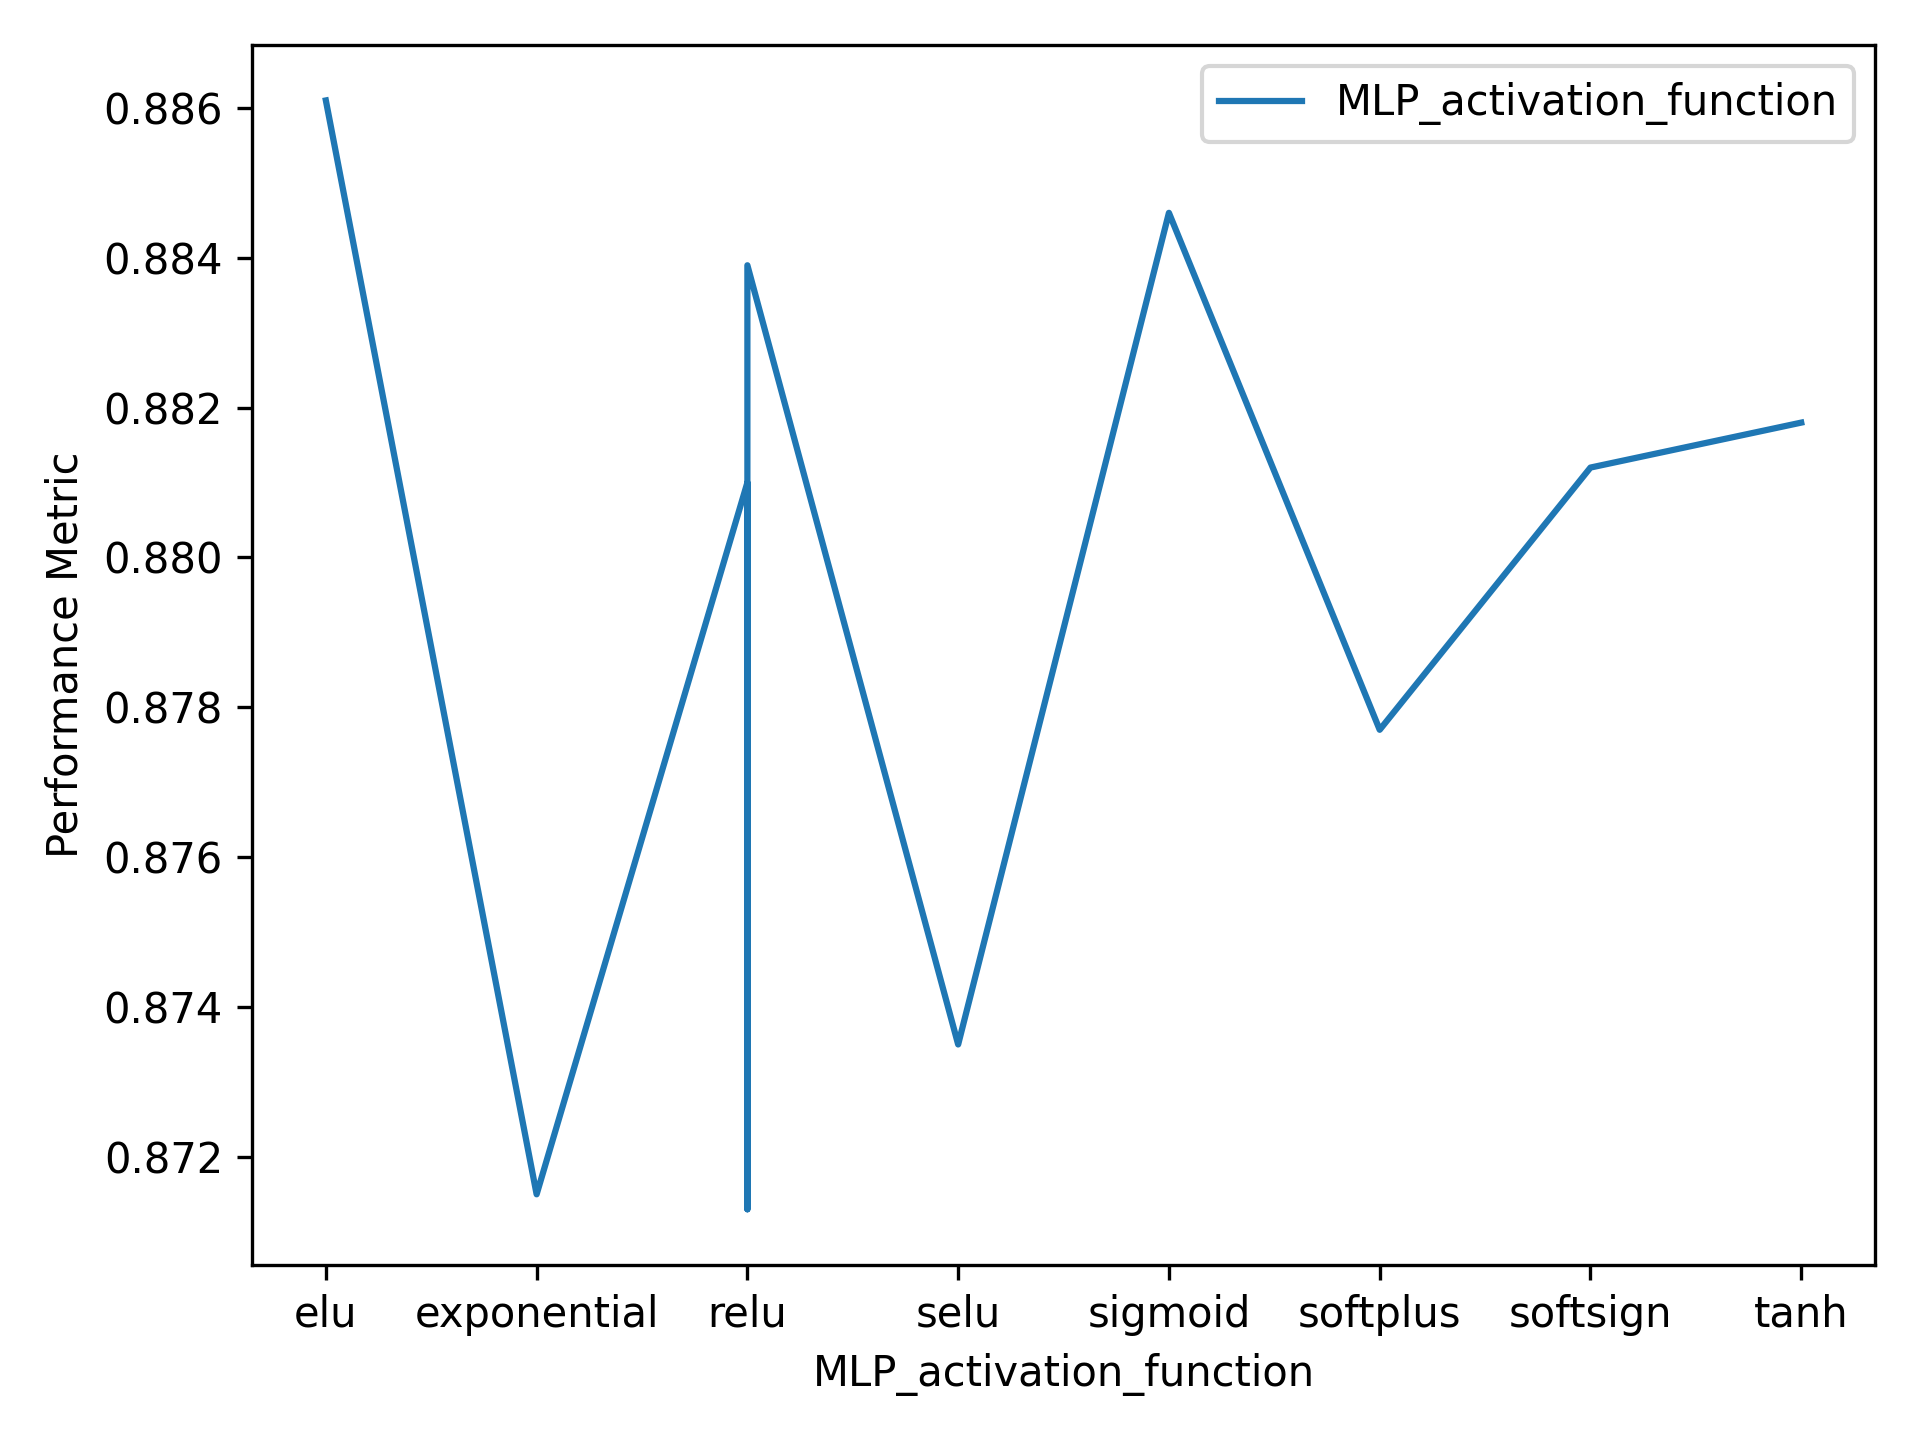 MLP_activation_function
0.886
0.884
0.882
0.880
0.878
0.876
0.874
0.872
Performance Metric
elu exponential relu selu sigmoid softplus softsign tanh
MLP_activation_function